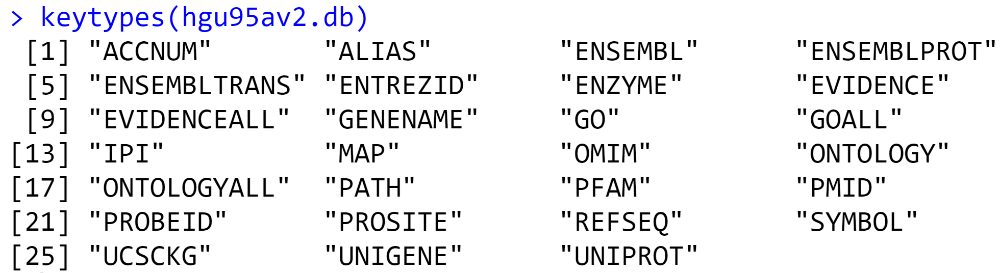 > keytypes(hgu95av2.db)
 [1] "ACCNUM"       "ALIAS"        "ENSEMBL"      "ENSEMBLPROT"
 [5] "ENSEMBLTRANS" "ENTREZID"     "ENZYME"       "EVIDENCE"
 [9] "EVIDENCEALL"  "GENENAME"     "GO"           "GOALL"
[13] "IPI"          "MAP"          "OMIM"         "ONTOLOGY"
[17] "ONTOLOGYALL"  "PATH"         "PFAM"         "PMID"
[21] "PROBEID"      "PROSITE"      "REFSEQ"       "SYMBOL"
[25] "UCSCKG"       "UNIGENE"      "UNIPROT"